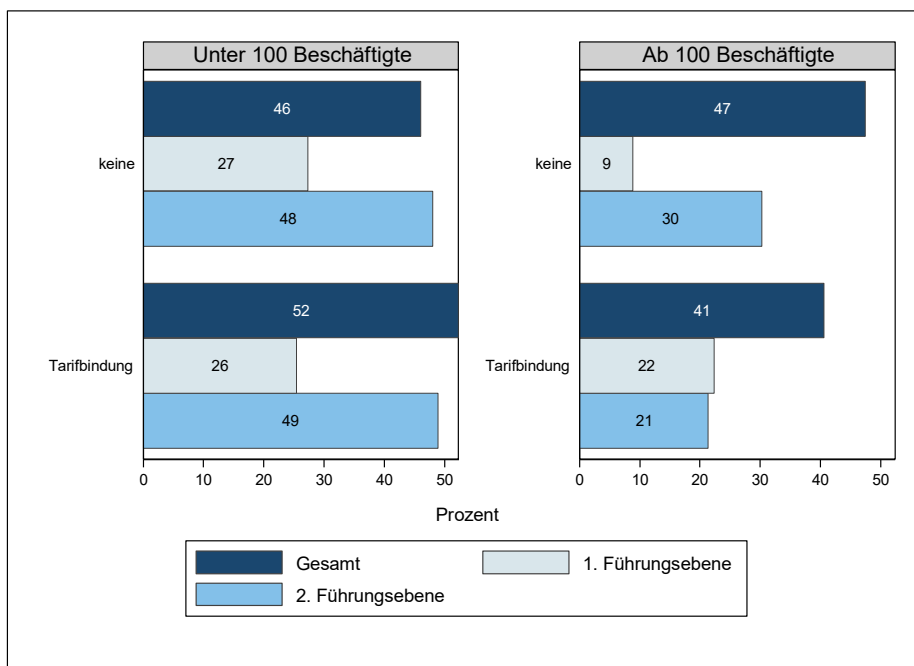 Unter 100 Beschäftigte
Ab 100 Beschäftigte
keine
46
27
48
Tarifbindung
52
26
49
0 10 20 30 40 50
keine
47
9
30
Tarifbindung
41
22
21
0 10 20 30 40 50
Prozent
Gesamt
1. Führungsebene
2. Führungsebene